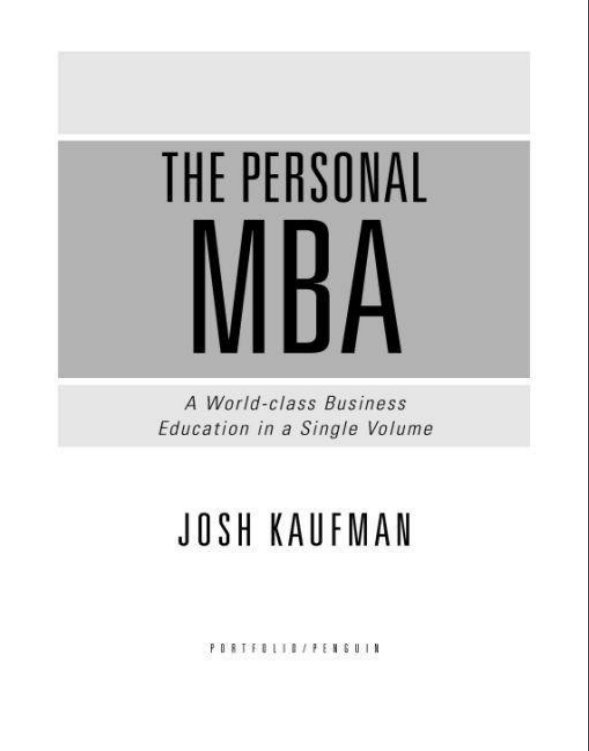 THE PERSONAL
MBA
A World-class Business
Education in a Single Volume
JOSH KAUFMAN
PORTFOLIO/PENGUIN